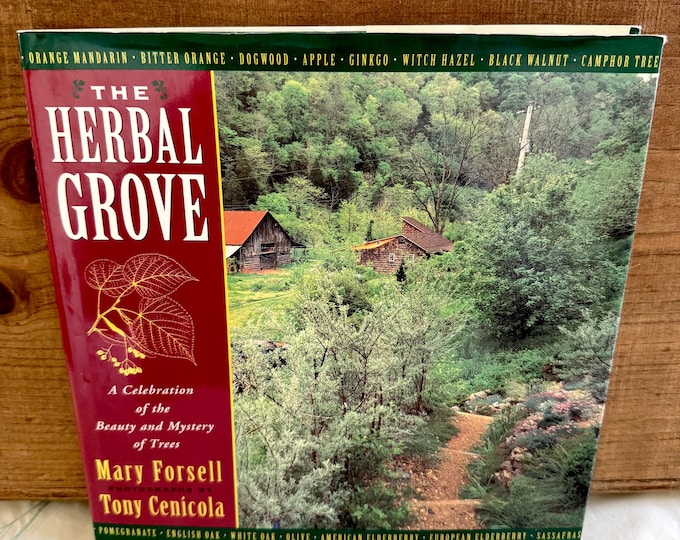 ORANGE MANDARIN · BITTER ORANGE · DOGWOOD · APPLE · GINKGO · WITCH HAZEL · BLACK WALNUT · CAMPHOR TREE
THE
HERBAL
GROVE
A Celebration
of the
Beauty and Mystery
of Trees
Mary Forsell
PHOTOGRAPHS BY
Tony Cenicola
POMEGRANATE · ENGLISH OAK · WHITE OAK · OLIVE · AMERICAN ELDERBERRY · EUROPEAN ELDERBERRY · SASSAFRAS